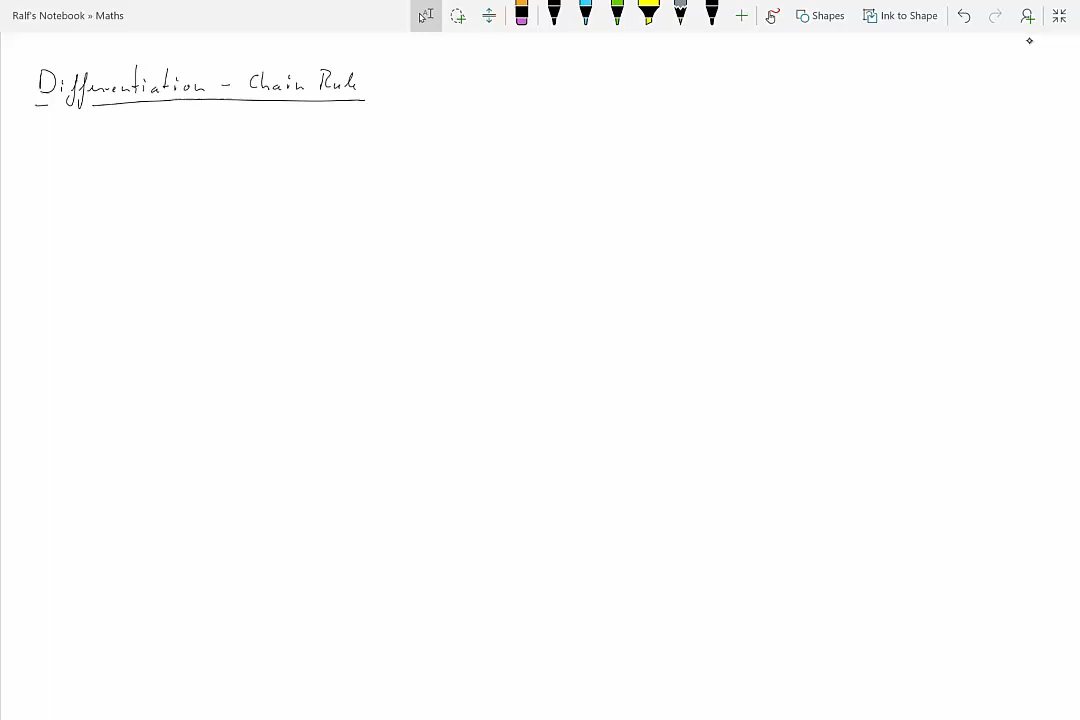 Ralf's Notebook » Maths
Shapes
Ink to Shape
Differentiation - Chain Rule